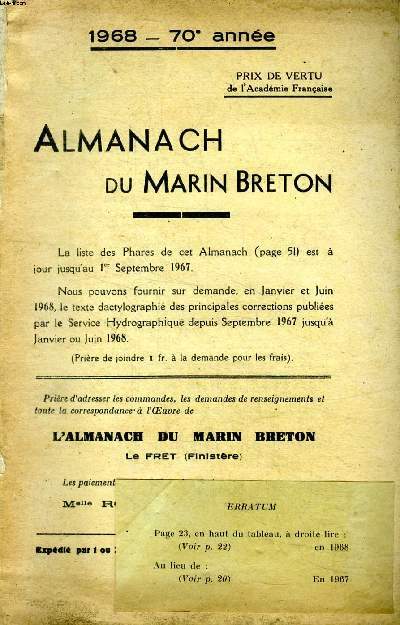 1968 — 70e année
PRIX DE VERTU
de l'Académie Française
ALMANACH
DU MARIN BRETON
La liste des Phares de cet Almanach (page 51) est à
jour jusqu'au 1er Septembre 1967.
Nous pouvons fournir sur demande, en Janvier et Juin
1968, le texte dactylographié des principales corrections publiées
par le Service Hydrographique depuis Septembre 1967 jusqu'à
Janvier ou Juin 1968.
(Prière de joindre 1 fr. à la demande pour les frais).
Prière d'adresser les commandes, les demandes de renseignements et
toute la correspondance à l'Œuvre de
L'ALMANACH DU MARIN BRETON
Le FRET (Finistère)
Les paiement
Melle
Expédié par 1 ou
ERRATUM
Page 23, en haut du tableau, à droite lire :
(Voir p. 22) en 1968
Au lieu de :
(Voir p. 20) En 1967